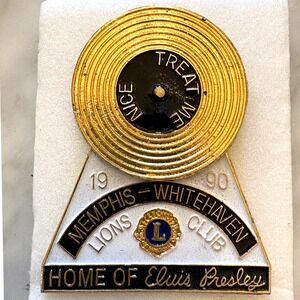 TREAT ME
NICE
19 90
MEMPHIS - WHITEHAVEN
LIONS L CLUB
HOME OF Elvis Presley